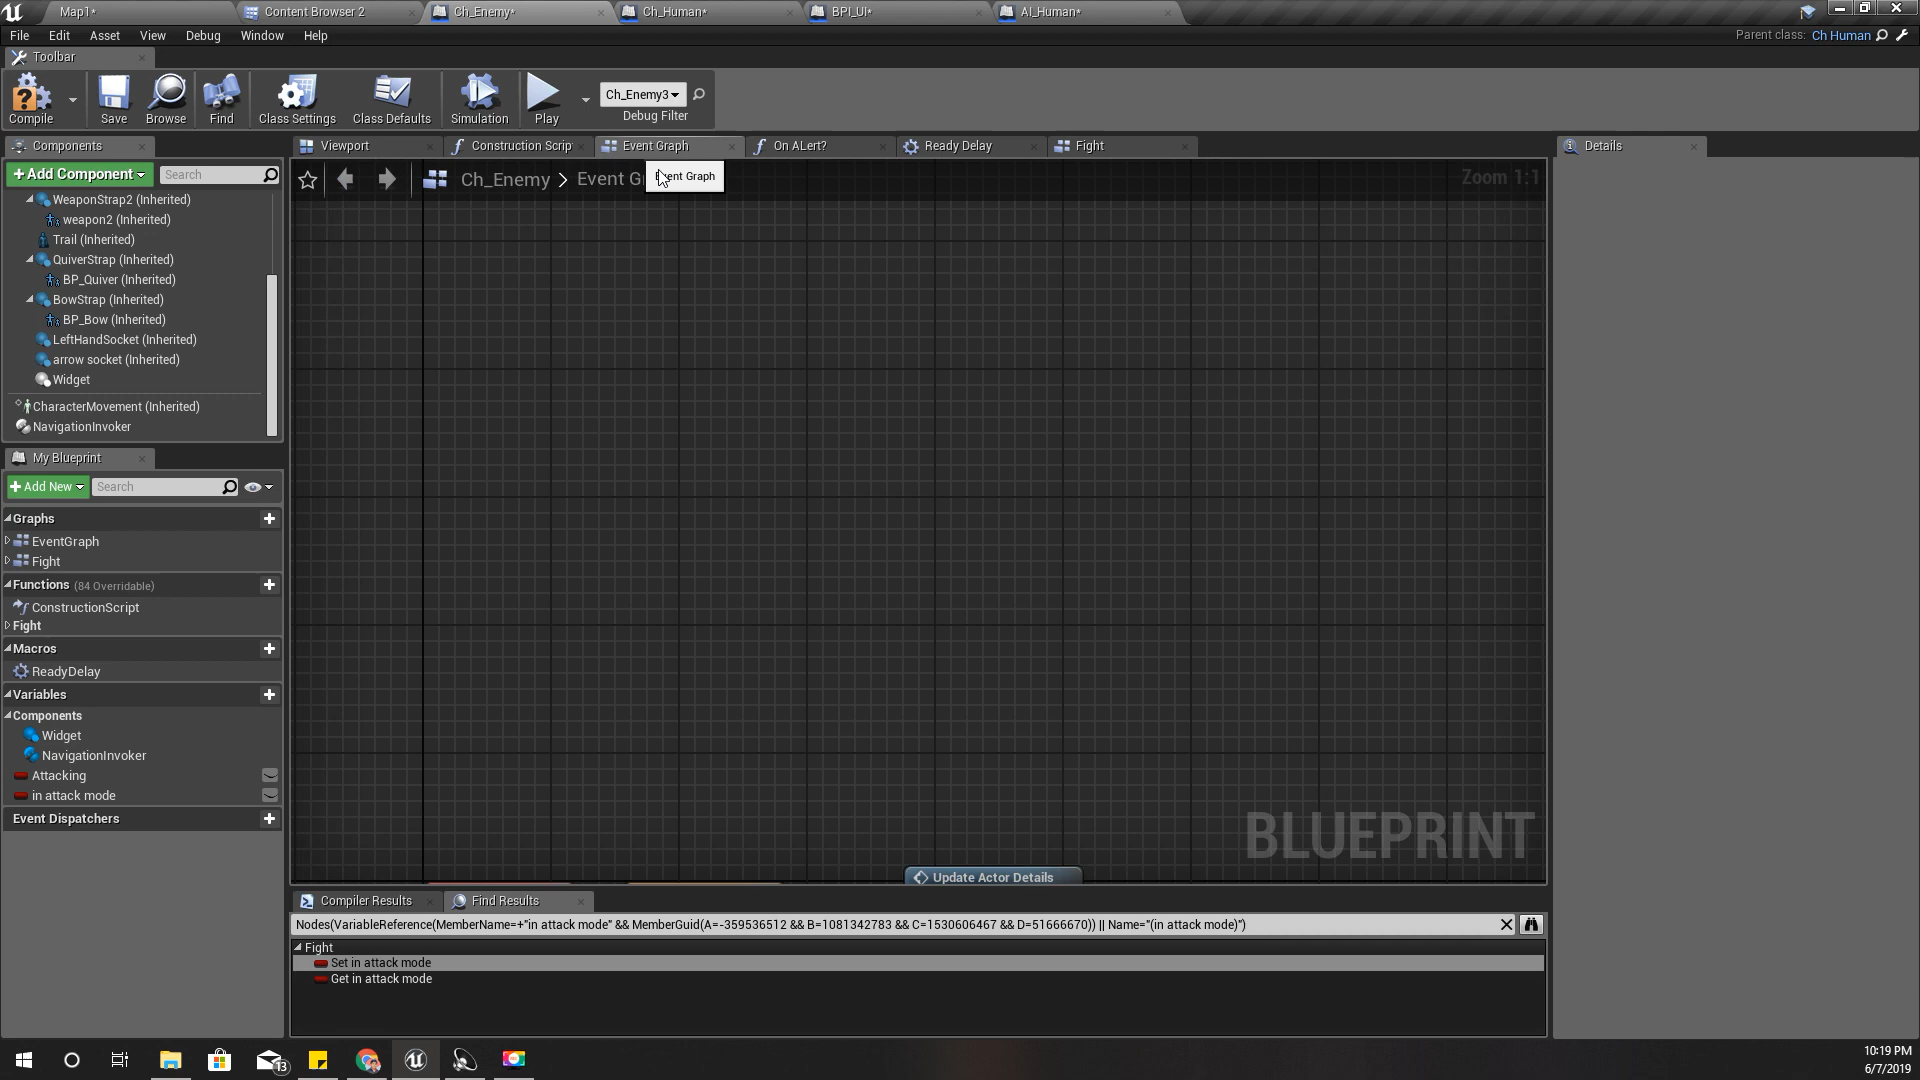 Map1*
Content Browser 2
Ch_Enemy*
Ch_Human*
BPI_UI*
AI_Human*
File Edit Asset View Debug Window Help
Parent class: Ch Human
Toolbar
Compile
Save
Browse
Find
Class Settings
Class Defaults
Simulation
Play
Ch_Enemy3
Debug Filter
Components
+Add Component
Search
WeaponStrap2 (Inherited)
weapon2 (Inherited)
Trail (Inherited)
QuiverStrap (Inherited)
BP_Quiver (Inherited)
BowStrap (Inherited)
BP_Bow (Inherited)
LeftHandSocket (Inherited)
arrow socket (Inherited)
Widget
CharacterMovement (Inherited)
NavigationInvoker
My Blueprint
+Add New
Search
Graphs
EventGraph
Fight
Functions (84 Overridable)
ConstructionScript
Fight
Macros
ReadyDelay
Variables
Components
Widget
NavigationInvoker
Attacking
in attack mode
Event Dispatchers
Viewport
Construction Scrip
Event Graph
On ALert?
Ready Delay
Fight
Ch_Enemy > Event G
Event Graph
Zoom 1:1
BLUEPRINT
Update Actor Details
Compiler Results
Find Results
Nodes(VariableReference(MemberName=+"in attack mode" && MemberGuid(A=-359536512 && B=1081342783 && C=1530606467 && D=51666670)) || Name="(in attack mode)")
Fight
Set in attack mode
Get in attack mode
Details
13
10:19 PM
6/7/2019